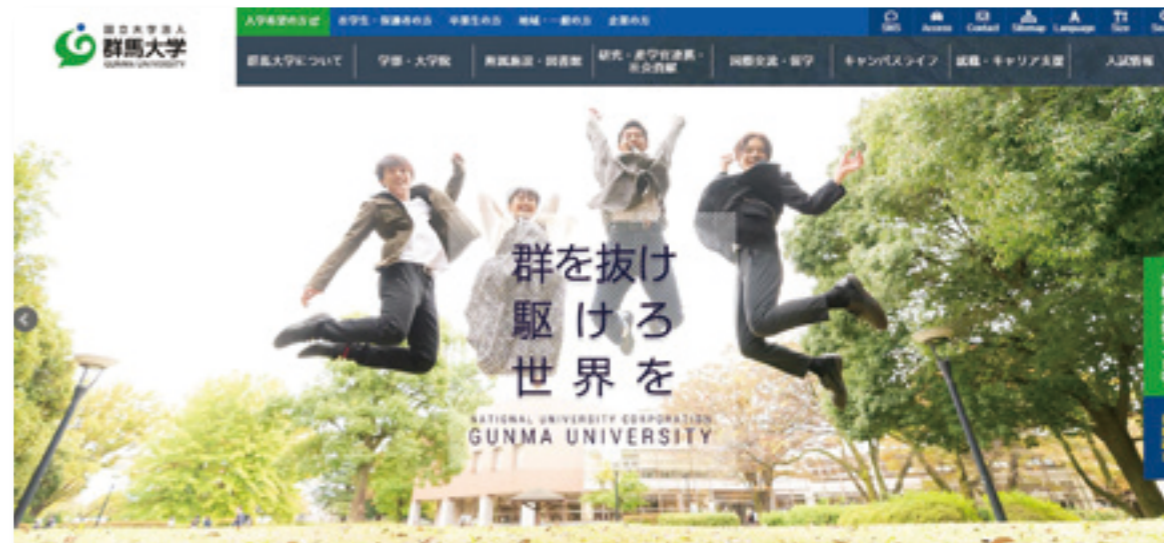 国立大学法人
群馬大学
GUNMA UNIVERSITY
入学希望の方
在学生・保護者の方 卒業生の方 地域・一般の方 企業の方
SNS Access Contact Sitemap Language Size
群馬大学について
学部・大学院
附属施設・図書館
研究・産学官連携・
社会貢献
国際交流・留学
キャンパスライフ
就職・キャリア支援
入試情報
群を抜け
駆けろ
世界を
NATIONAL UNIVERSITY CORPORATION
GUNMA UNIVERSITY